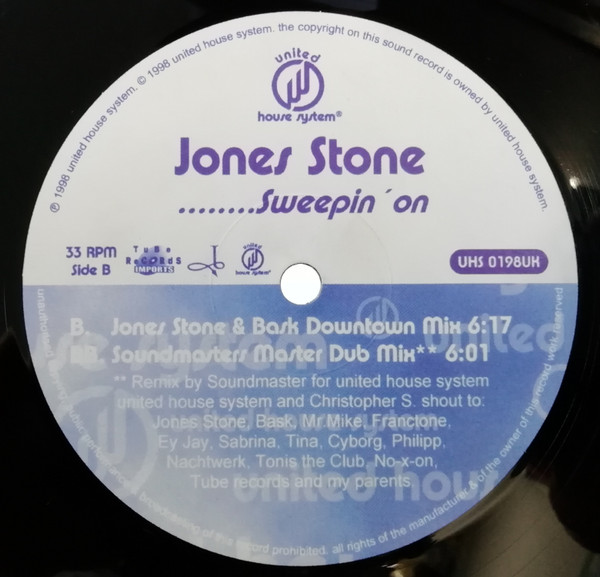 ℗ 1998 united house system. © 1998 united house system. the copyright on this sound record is owned by united house system.
united
house system®
Jones Stone
........Sweepin´on
33 RPM
Side B
TuBe
ReCoRdS
IMPORTS
united
house system®
UHS 0198UK
B. Jones Stone & Bask Downtown Mix 6:17
BB. Soundmasters Master Dub Mix** 6:01
** Remix by Soundmaster for united house system
united house system and Christopher S. shout to:
Jones Stone, Bask, Mr.Mike, Franctone,
Ey Jay, Sabrina, Tina, Cyborg, Philipp,
Nachtwerk, Tonis the Club, No-x-on,
Tube records and my parents
broadcasting of this record prohibited. all rights of the manufacturer & of the owner of this record work reserved